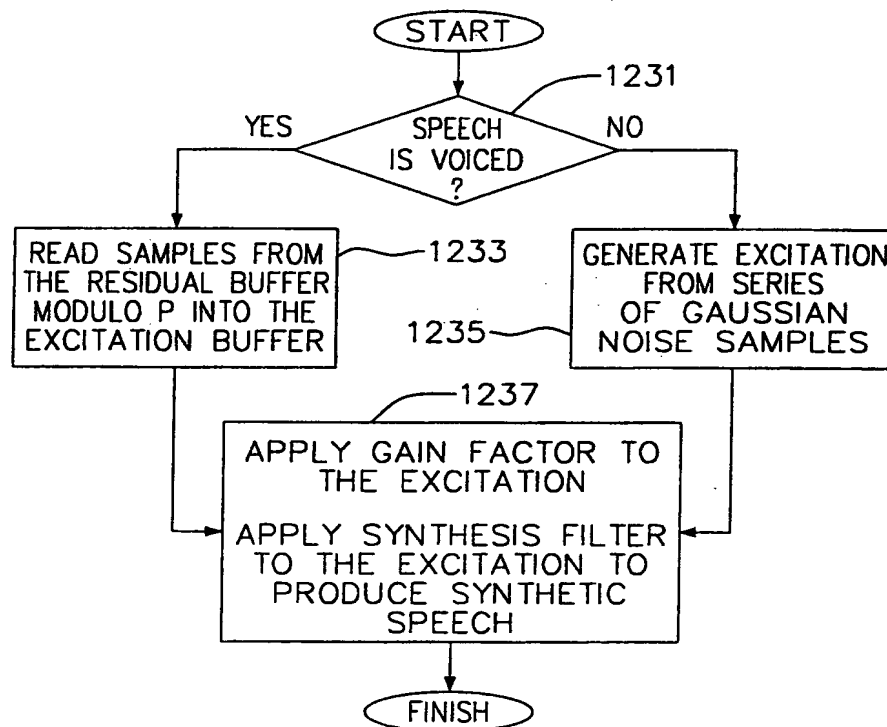 START
1231
YES
SPEECH
IS VOICED
?
NO
READ SAMPLES FROM
THE RESIDUAL BUFFER
MODULO P INTO THE
EXCITATION BUFFER
1233
GENERATE EXCITATION
FROM SERIES
OF GAUSSIAN
NOISE SAMPLES
1235
1237
APPLY GAIN FACTOR TO
THE EXCITATION
APPLY SYNTHESIS FILTER
TO THE EXCITATION TO
PRODUCE SYNTHETIC
SPEECH
FINISH